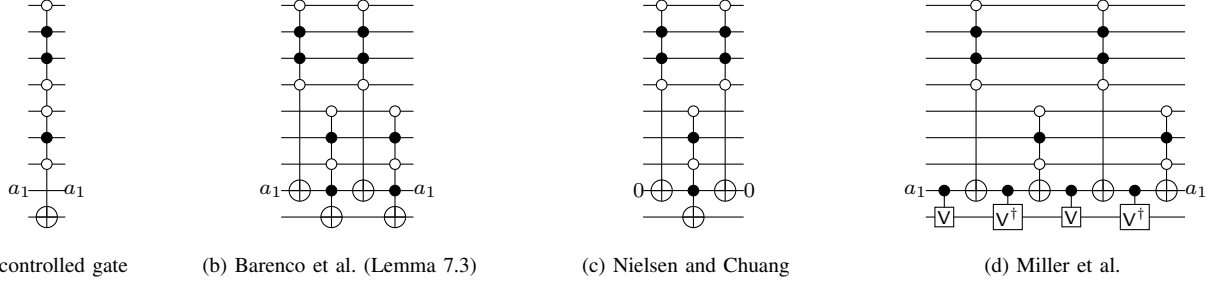 a₁ a₁ a₁ a₁ 0 0 a₁ a₁
V V† V V†
controlled gate (b) Barenco et al. (Lemma 7.3) (c) Nielsen and Chuang (d) Miller et al.